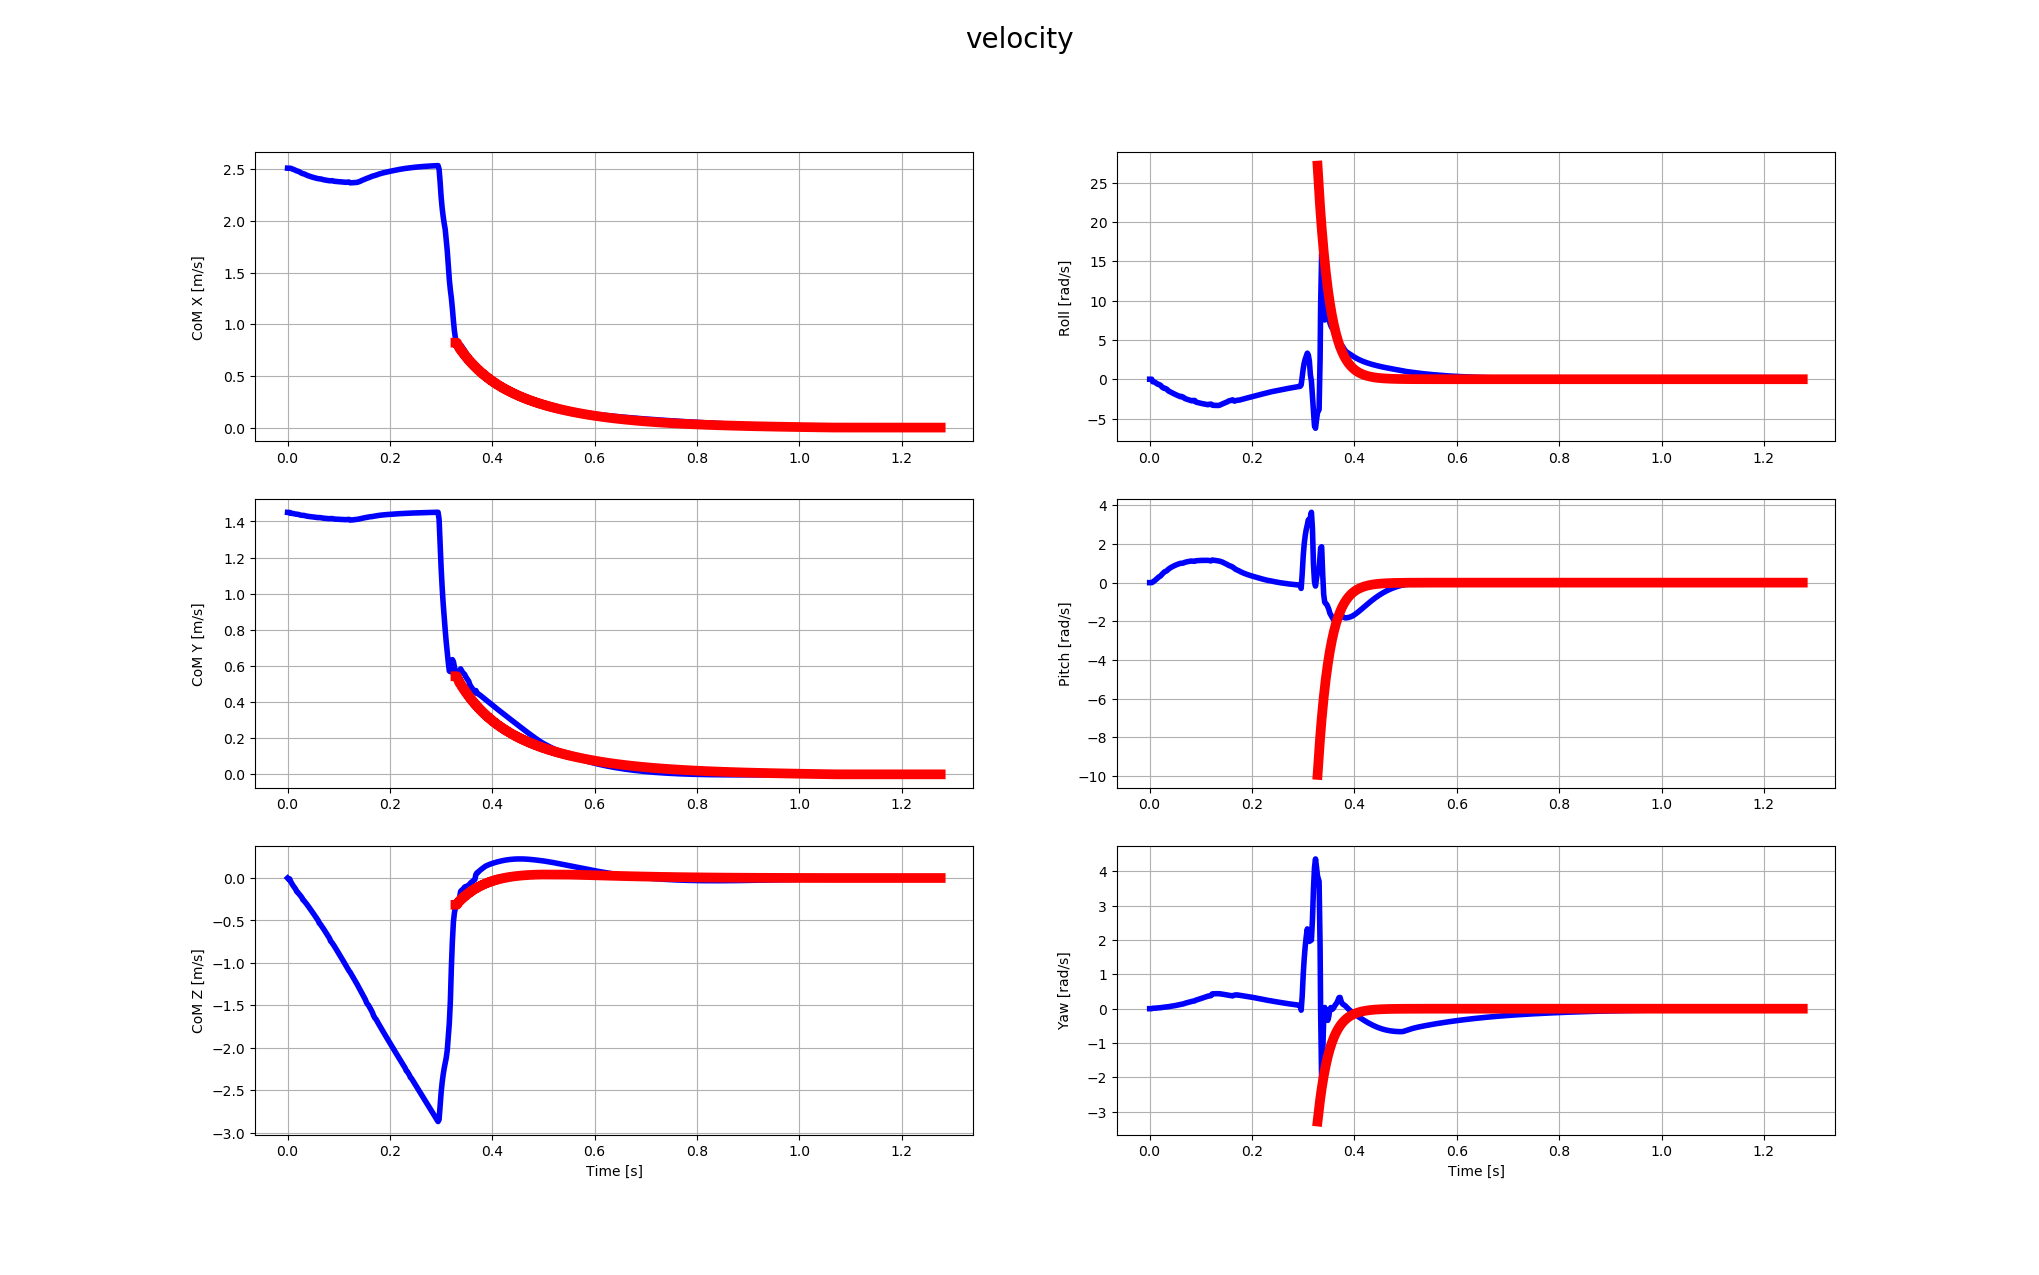 velocity
CoM X [m/s]
2.5
2.0
1.5
1.0
0.5
0.0
0.0 0.2 0.4 0.6 0.8 1.0 1.2
Roll [rad/s]
25
20
15
10
5
0
−5
0.0 0.2 0.4 0.6 0.8 1.0 1.2
CoM Y [m/s]
1.4
1.2
1.0
0.8
0.6
0.4
0.2
0.0
0.0 0.2 0.4 0.6 0.8 1.0 1.2
Pitch [rad/s]
4
2
0
−2
−4
−6
−8
−10
0.0 0.2 0.4 0.6 0.8 1.0 1.2
CoM Z [m/s]
0.0
−0.5
−1.0
−1.5
−2.0
−2.5
−3.0
0.0 0.2 0.4 0.6 0.8 1.0 1.2
Time [s]
Yaw [rad/s]
4
3
2
1
0
−1
−2
−3
0.0 0.2 0.4 0.6 0.8 1.0 1.2
Time [s]